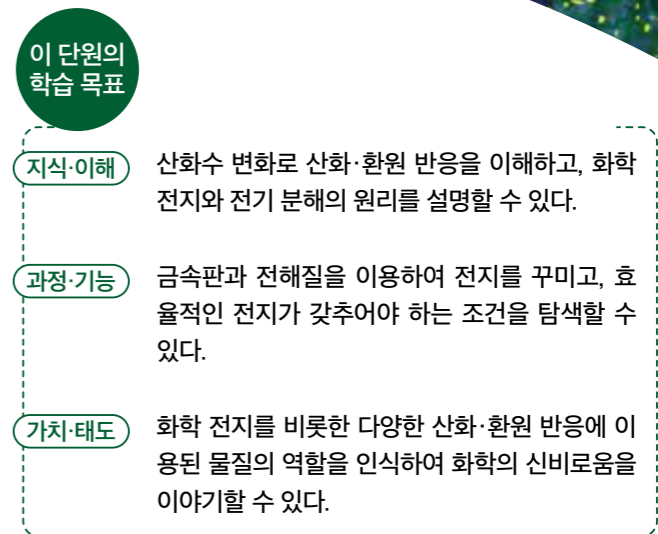 이 단원의
학습 목표
지식·이해
산화수 변화로 산화·환원 반응을 이해하고, 화학
전지와 전기 분해의 원리를 설명할 수 있다.
과정·기능
금속판과 전해질을 이용하여 전지를 꾸미고, 효
율적인 전지가 갖추어야 하는 조건을 탐색할 수
있다.
가치·태도
화학 전지를 비롯한 다양한 산화·환원 반응에 이
용된 물질의 역할을 인식하여 화학의 신비로움을
이야기할 수 있다.